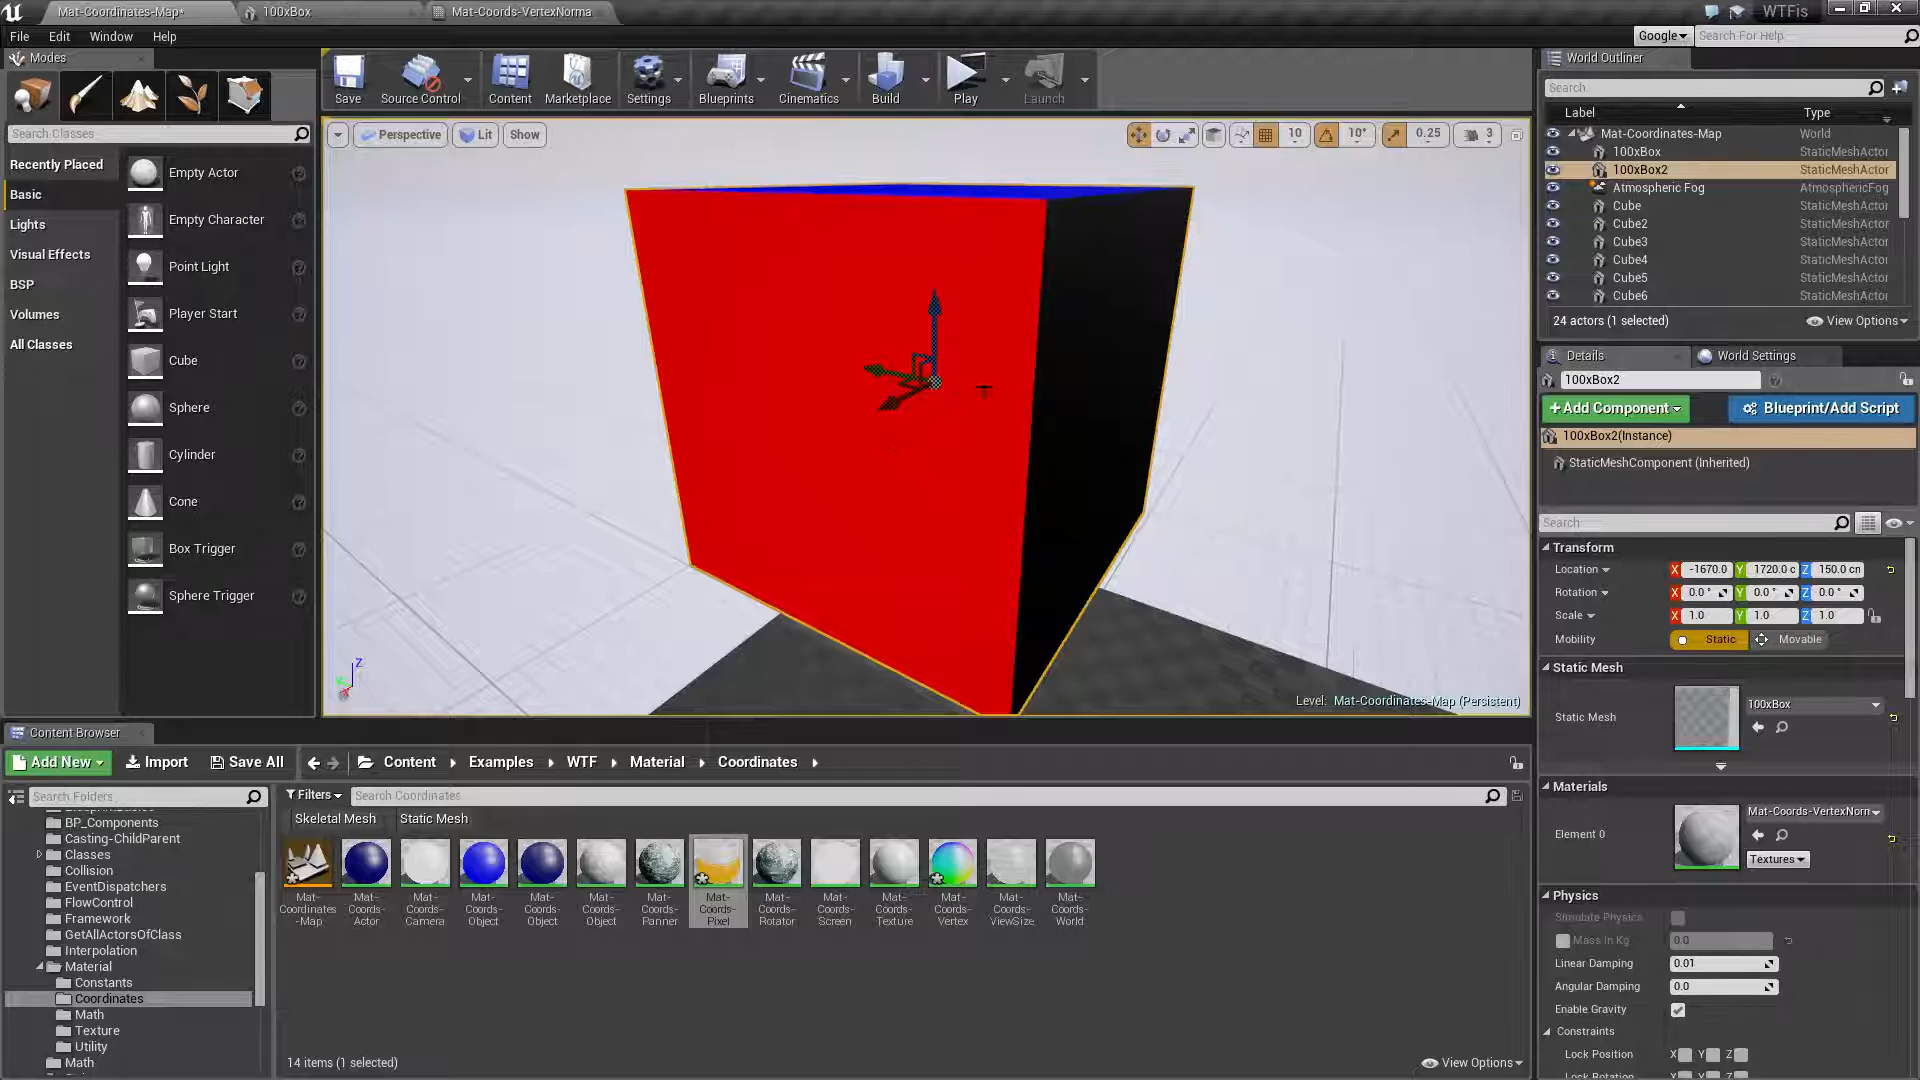 Mat-Coordinates-Map*
100xBox
Mat-Coords-VertexNorma
WTFis
File Edit Window Help
Google
Search For Help
Modes
Search Classes
Recently Placed
Basic
Lights
Visual Effects
BSP
Volumes
All Classes
Empty Actor
Empty Character
Point Light
Player Start
Cube
Sphere
Cylinder
Cone
Box Trigger
Sphere Trigger
Save
Source Control
Content
Marketplace
Settings
Blueprints
Cinematics
Build
Play
Launch
Perspective
Lit
Show
10
10°
0.25
3
Z
Level: Mat-Coordinates-Map (Persistent)
World Outliner
Search
Label Type
Mat-Coordinates-Map World
100xBox StaticMeshActor
100xBox2 StaticMeshActor
Atmospheric Fog AtmosphericFog
Cube StaticMeshActor
Cube2 StaticMeshActor
Cube3 StaticMeshActor
Cube4 StaticMeshActor
Cube5 StaticMeshActor
Cube6 StaticMeshActor
24 actors (1 selected)
View Options
Details
World Settings
100xBox2
+Add Component
Blueprint/Add Script
100xBox2(Instance)
StaticMeshComponent (Inherited)
Search
Transform
Location X -1670.0 Y 1720.0 c Z 150.0 cm
Rotation X 0.0 ° Y 0.0 ° Z 0.0 °
Scale X 1.0 Y 1.0 Z 1.0
Mobility Static Movable
Static Mesh
Static Mesh
100xBox
Materials
Element 0
Mat-Coords-VertexNorm
Textures
Physics
Simulate Physics
Mass In Kg 0.0
Linear Damping 0.01
Angular Damping 0.0
Enable Gravity
Constraints
Lock Position X Y Z
Lock Rotation X Y Z
Content Browser
Add New
Import
Save All
Content
Examples
WTF
Material
Coordinates
Search Folders
Filters
Search Coordinates
Skeletal Mesh
Static Mesh
BP_Components
Casting-ChildParent
Classes
Collision
EventDispatchers
FlowControl
Framework
GetAllActorsOfClass
Interpolation
Material
Constants
Coordinates
Math
Texture
Utility
Math
Mat-Coordinates-Map
Mat-Coords-Actor
Mat-Coords-Camera
Mat-Coords-Object
Mat-Coords-Object
Mat-Coords-Object
Mat-Coords-Panner
Mat-Coords-Pixel
Mat-Coords-Rotator
Mat-Coords-Screen
Mat-Coords-Texture
Mat-Coords-Vertex
Mat-Coords-ViewSize
Mat-Coords-World
14 items (1 selected)
View Options